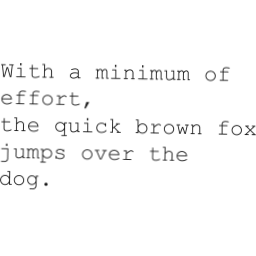 With a minimum of
effort,
the quick brown fox
jumps over the
dog.